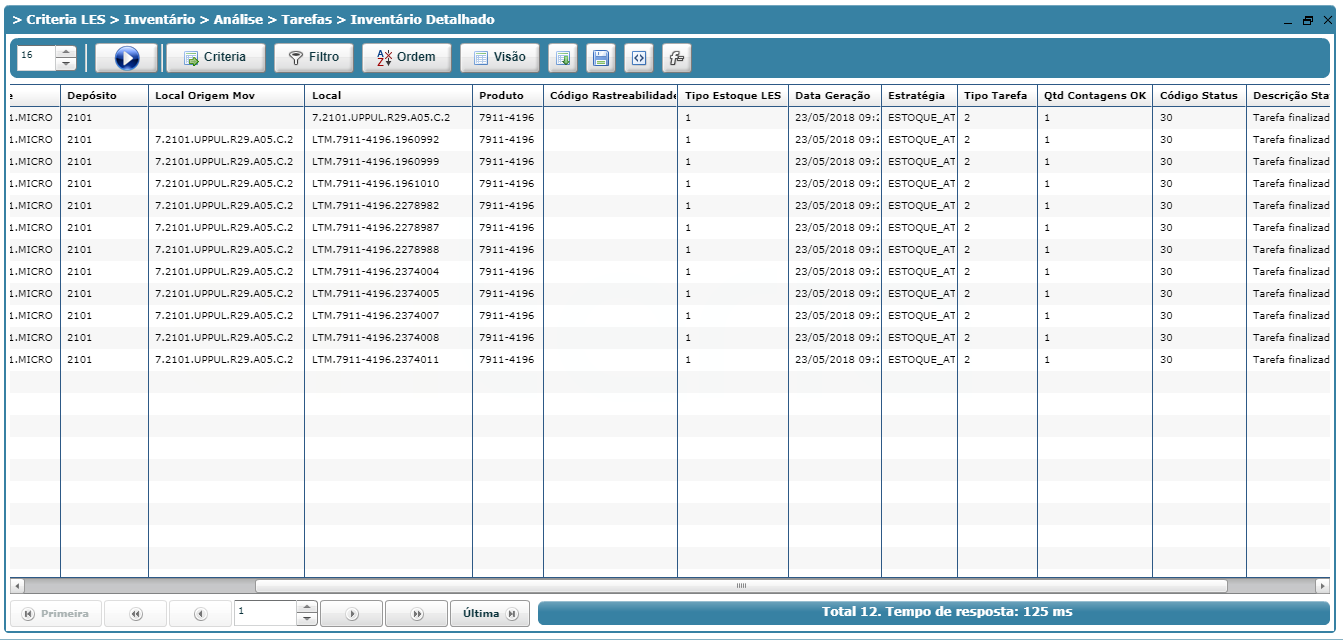 > Criteria LES > Inventário > Análise > Tarefas > Inventário Detalhado
16 Criteria Filtro Ordem Visão
Depósito Local Origem Mov Local Produto Código Rastreabilidade Tipo Estoque LES Data Geração Estratégia Tipo Tarefa Qtd Contagens OK Código Status Descrição Sta
1.MICRO 2101 7.2101.UPPUL.R29.A05.C.2 7911-4196 1 23/05/2018 09:2 ESTOQUE_AT 2 1 30 Tarefa finalizad
1.MICRO 2101 7.2101.UPPUL.R29.A05.C.2 LTM.7911-4196.1960992 7911-4196 1 23/05/2018 09:2 ESTOQUE_AT 2 1 30 Tarefa finalizad
1.MICRO 2101 7.2101.UPPUL.R29.A05.C.2 LTM.7911-4196.1960999 7911-4196 1 23/05/2018 09:2 ESTOQUE_AT 2 1 30 Tarefa finalizad
1.MICRO 2101 7.2101.UPPUL.R29.A05.C.2 LTM.7911-4196.1961010 7911-4196 1 23/05/2018 09:2 ESTOQUE_AT 2 1 30 Tarefa finalizad
1.MICRO 2101 7.2101.UPPUL.R29.A05.C.2 LTM.7911-4196.2278982 7911-4196 1 23/05/2018 09:2 ESTOQUE_AT 2 1 30 Tarefa finalizad
1.MICRO 2101 7.2101.UPPUL.R29.A05.C.2 LTM.7911-4196.2278987 7911-4196 1 23/05/2018 09:2 ESTOQUE_AT 2 1 30 Tarefa finalizad
1.MICRO 2101 7.2101.UPPUL.R29.A05.C.2 LTM.7911-4196.2278988 7911-4196 1 23/05/2018 09:2 ESTOQUE_AT 2 1 30 Tarefa finalizad
1.MICRO 2101 7.2101.UPPUL.R29.A05.C.2 LTM.7911-4196.2374004 7911-4196 1 23/05/2018 09:2 ESTOQUE_AT 2 1 30 Tarefa finalizad
1.MICRO 2101 7.2101.UPPUL.R29.A05.C.2 LTM.7911-4196.2374005 7911-4196 1 23/05/2018 09:2 ESTOQUE_AT 2 1 30 Tarefa finalizad
1.MICRO 2101 7.2101.UPPUL.R29.A05.C.2 LTM.7911-4196.2374007 7911-4196 1 23/05/2018 09:2 ESTOQUE_AT 2 1 30 Tarefa finalizad
1.MICRO 2101 7.2101.UPPUL.R29.A05.C.2 LTM.7911-4196.2374008 7911-4196 1 23/05/2018 09:2 ESTOQUE_AT 2 1 30 Tarefa finalizad
1.MICRO 2101 7.2101.UPPUL.R29.A05.C.2 LTM.7911-4196.2374011 7911-4196 1 23/05/2018 09:2 ESTOQUE_AT 2 1 30 Tarefa finalizad
Primeira 1 Última Total 12. Tempo de resposta: 125 ms